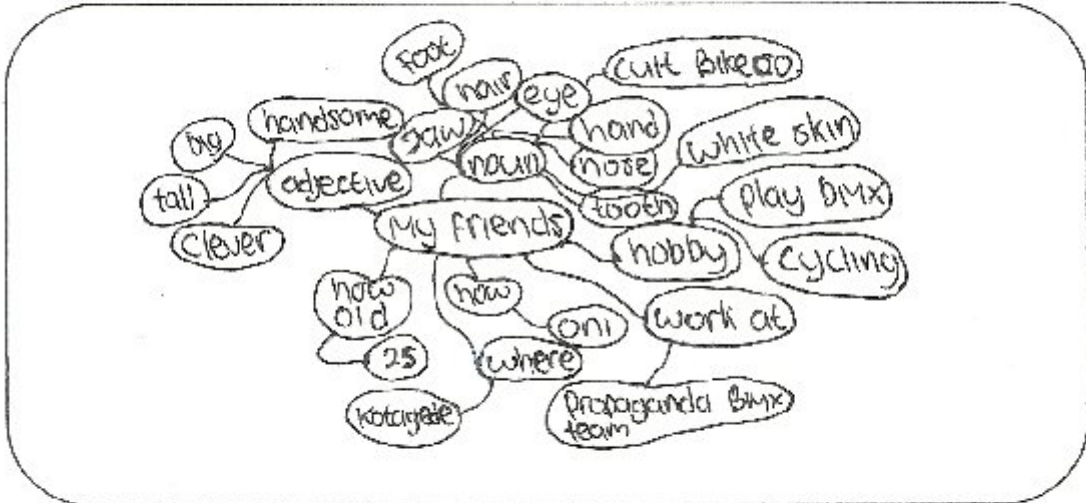 Foot
hair
eye
cult Bike co
handsome
Jaw
hand
white skin
big
noun
nose
adjective
tall
tooth
play BMX
My Friends
clever
hobby
cycling
how
old
how
oni
work at
25
where
kotagede
Propaganda BMX
team